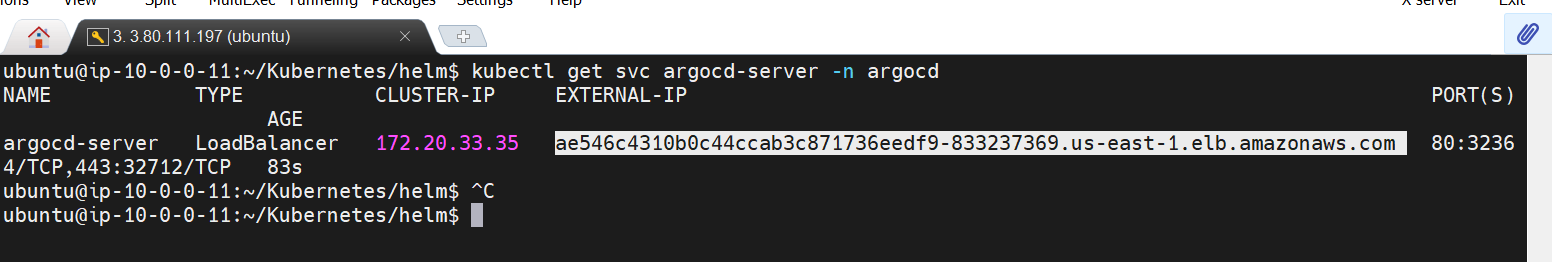 View Split MultiExec Tunneling Packages Settings Help X server Exit
3. 3.80.111.197 (ubuntu)
ubuntu@ip-10-0-0-11:~/Kubernetes/helm$ kubectl get svc argocd-server -n argocd
NAME TYPE CLUSTER-IP EXTERNAL-IP PORT(S)
AGE
argocd-server LoadBalancer 172.20.33.35 ae546c4310b0c44ccab3c871736eedf9-833237369.us-east-1.elb.amazonaws.com 80:3236
4/TCP,443:32712/TCP 83s
ubuntu@ip-10-0-0-11:~/Kubernetes/helm$ ^C
ubuntu@ip-10-0-0-11:~/Kubernetes/helm$